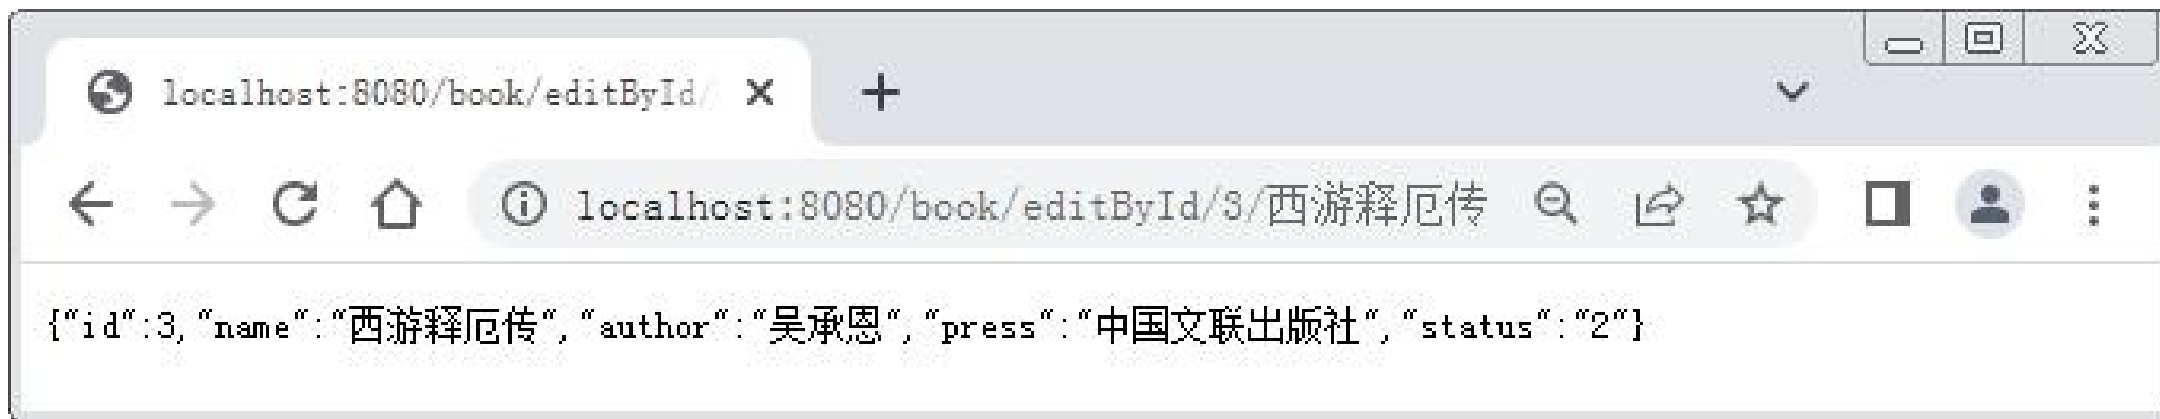 localhost:8080/book/editById/
localhost:8080/book/editById/3/西游释厄传
{"id":3,"name":"西游释厄传","author":"吴承恩","press":"中国文联出版社","status":"2"}